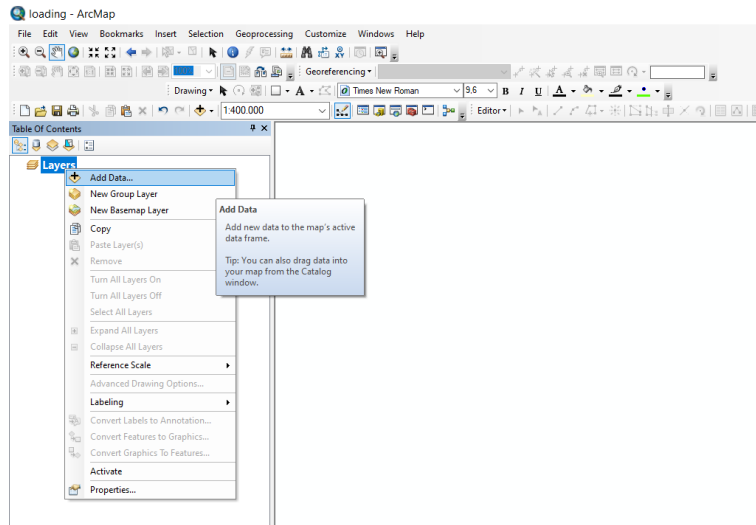 loading - ArcMap
File Edit View Bookmarks Insert Selection Geoprocessing Customize Windows Help
Georeferencing
Drawing A Times New Roman 9,6 B I U A
1:400.000 Editor
Table Of Contents
Layers
Add Data...
New Group Layer
New Basemap Layer
Copy
Paste Layer(s)
Remove
Turn All Layers On
Turn All Layers Off
Select All Layers
Expand All Layers
Collapse All Layers
Reference Scale
Advanced Drawing Options...
Labeling
Convert Labels to Annotation...
Convert Features to Graphics...
Convert Graphics To Features...
Activate
Properties...
Add Data
Add new data to the map's active
data frame.
Tip: You can also drag data into
your map from the Catalog
window.